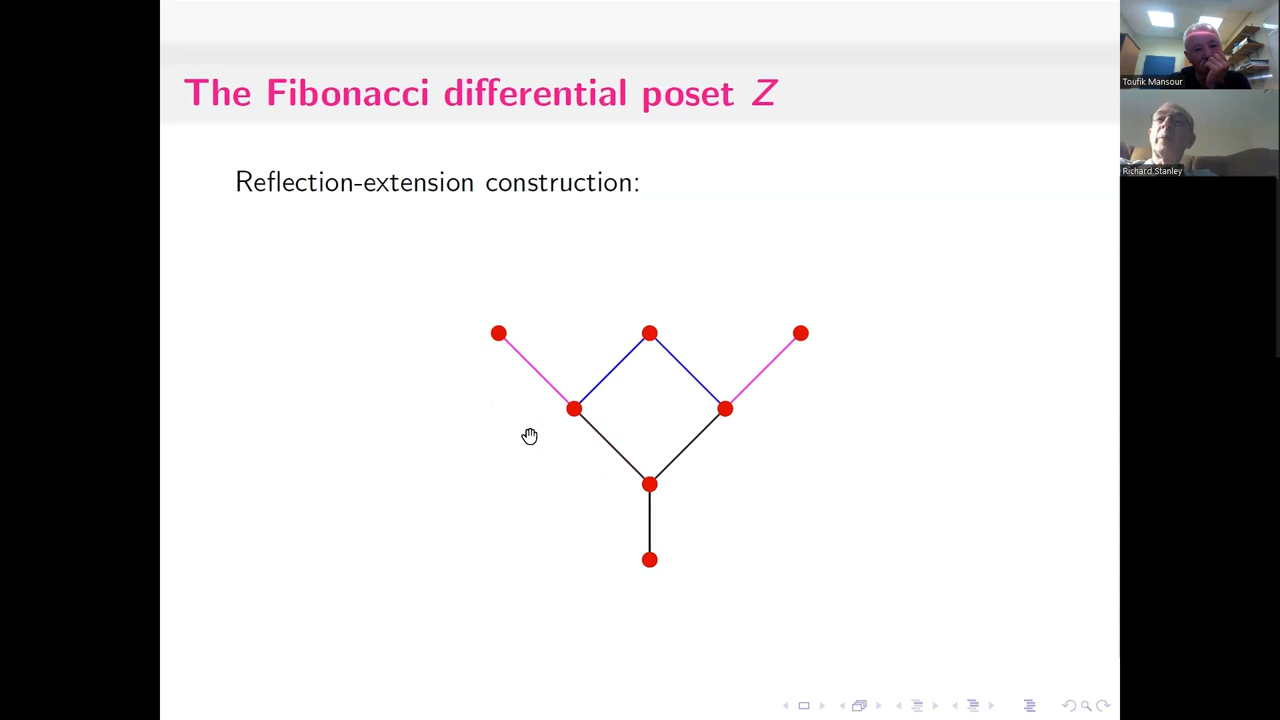 The Fibonacci differential poset Z
Reflection-extension construction:
Toufik Mansour
Richard Stanley